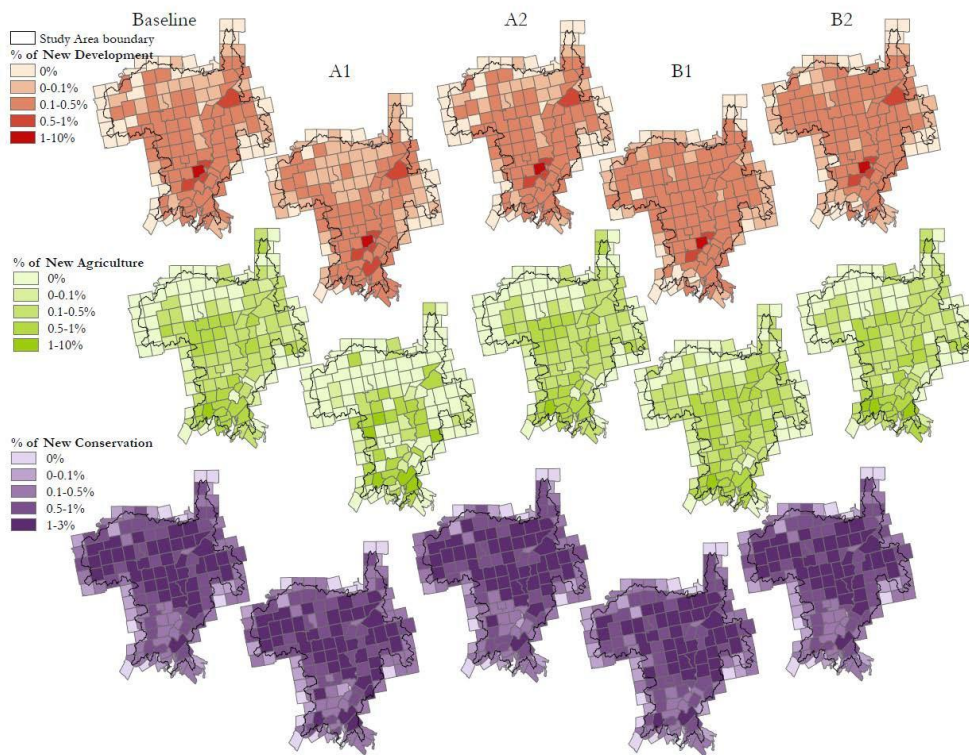 Baseline
A2
B2
Study Area boundary
% of New Development
0%
0-0.1%
0.1-0.5%
0.5-1%
1-10%
A1
B1
% of New Agriculture
0%
0-0.1%
0.1-0.5%
0.5-1%
1-10%
% of New Conservation
0%
0-0.1%
0.1-0.5%
0.5-1%
1-3%